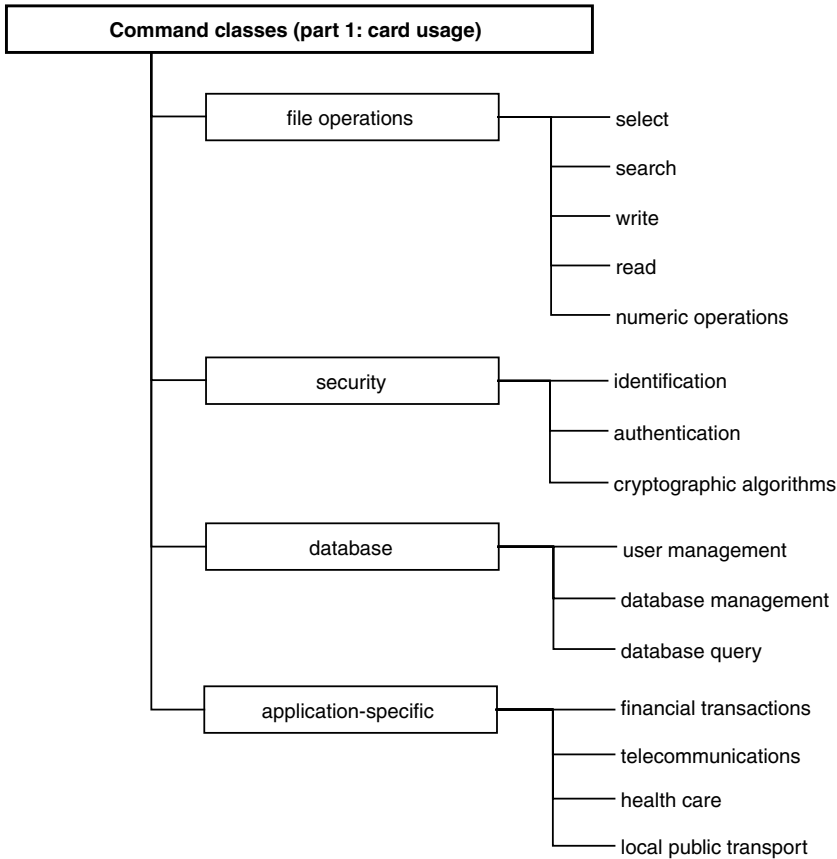 Command classes (part 1: card usage)
file operations
select
search
write
read
numeric operations
security
identification
authentication
cryptographic algorithms
database
user management
database management
database query
application-specific
financial transactions
telecommunications
health care
local public transport